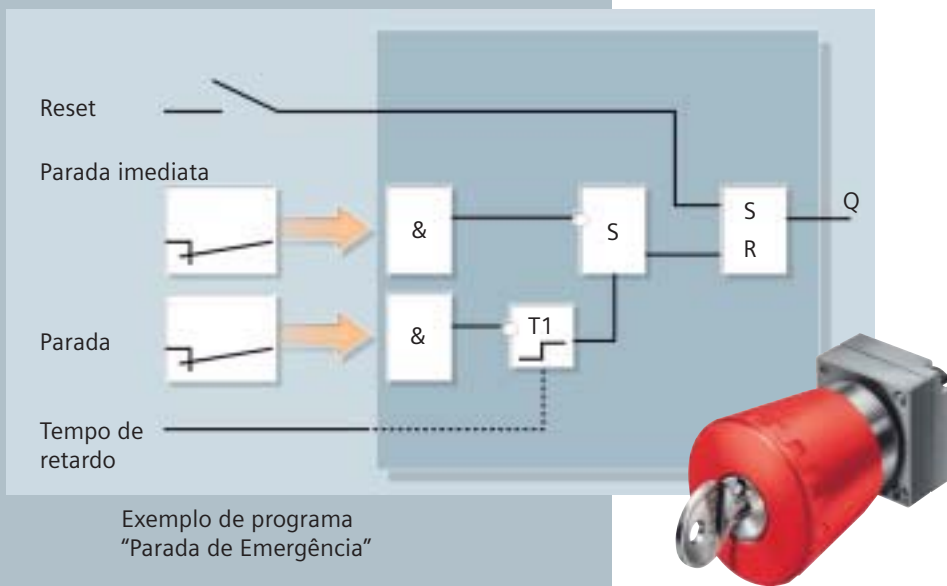 Reset
Parada imediata
&
S
S
R
Q
Parada
&
T1
Tempo de
retardo
Exemplo de programa
“Parada de Emergência”